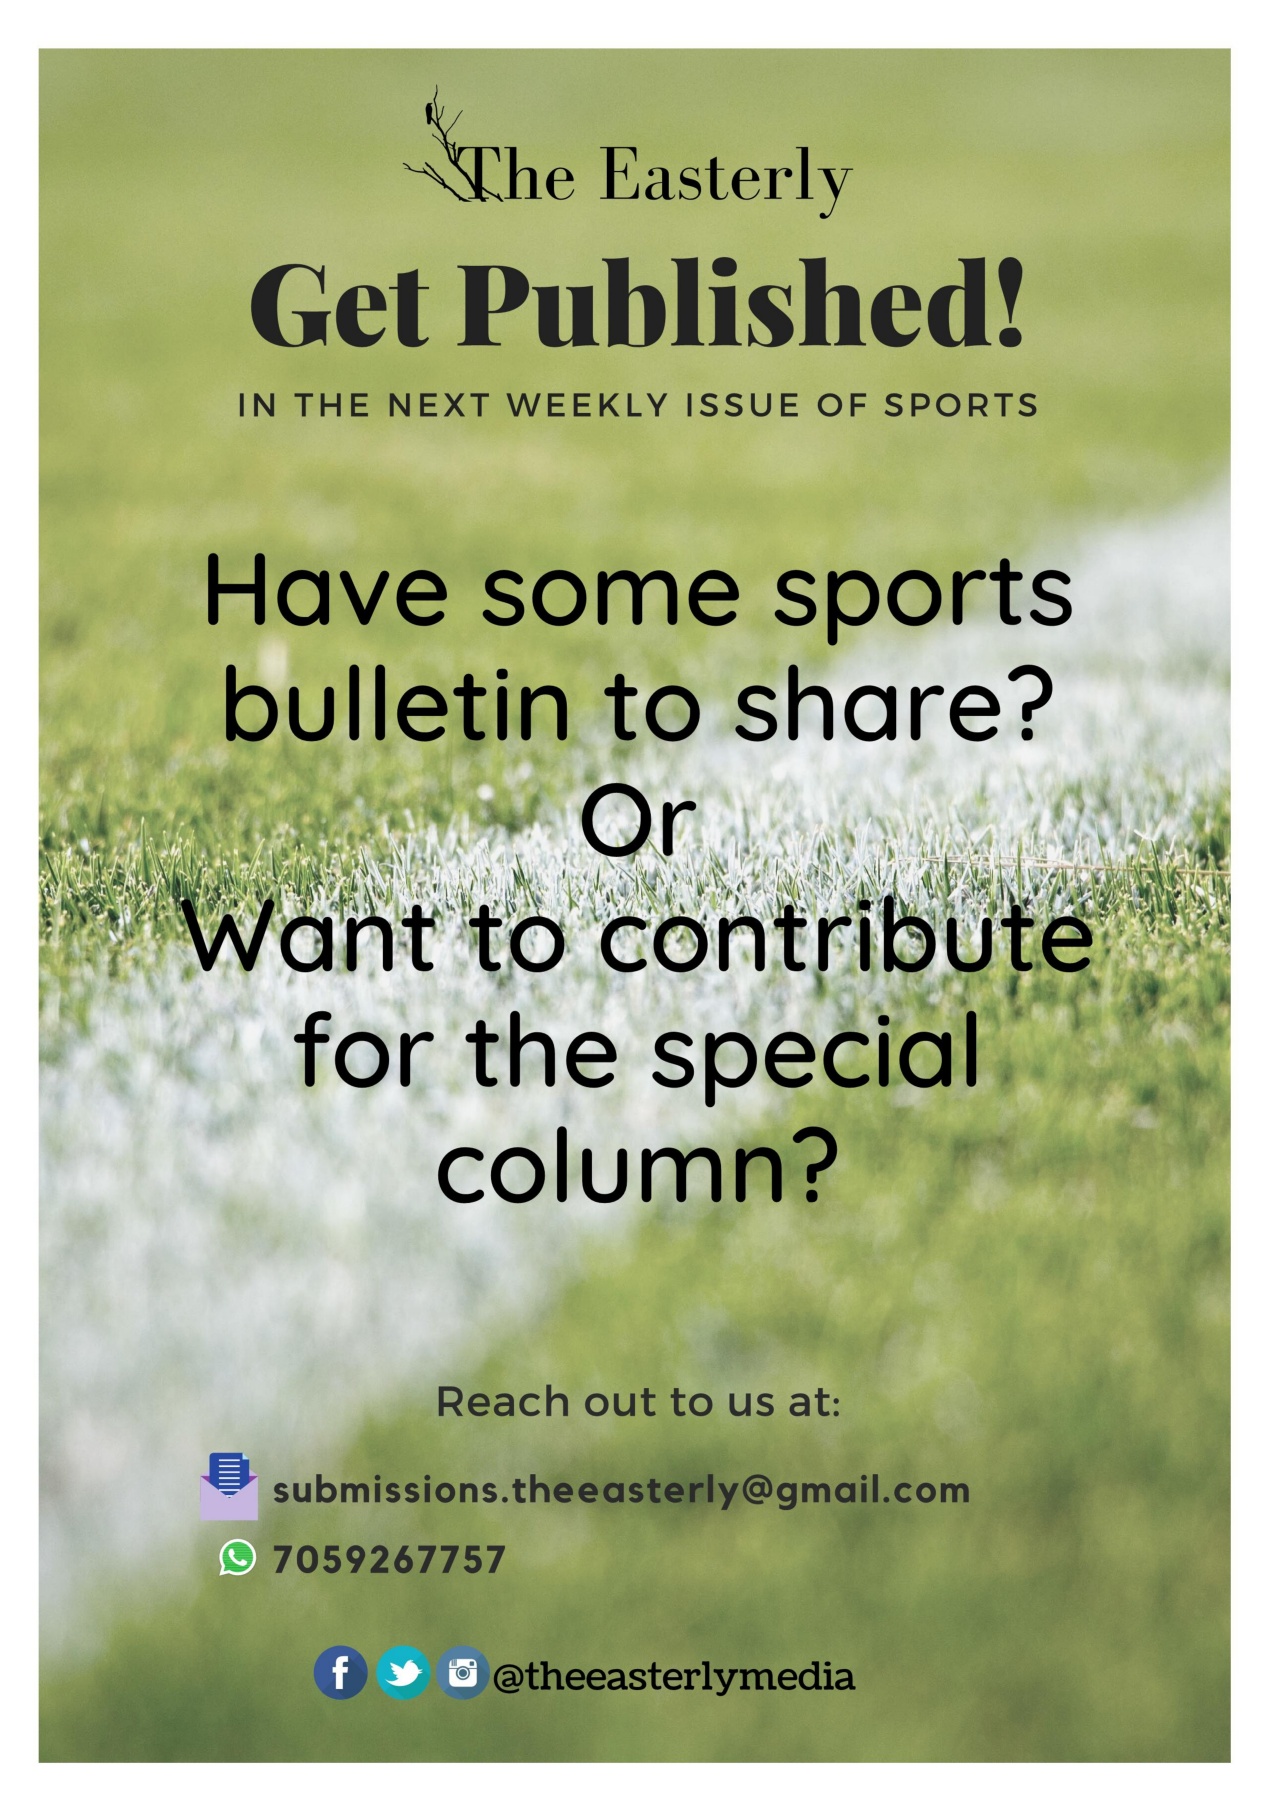 The Easterly
Get Published!
IN THE NEXT WEEKLY ISSUE OF SPORTS
Have some sports
bulletin to share?
Or
Want to contribute
for the special
column?
Reach out to us at:
submissions.theeasterly@gmail.com
7059267757
@theeasterlymedia